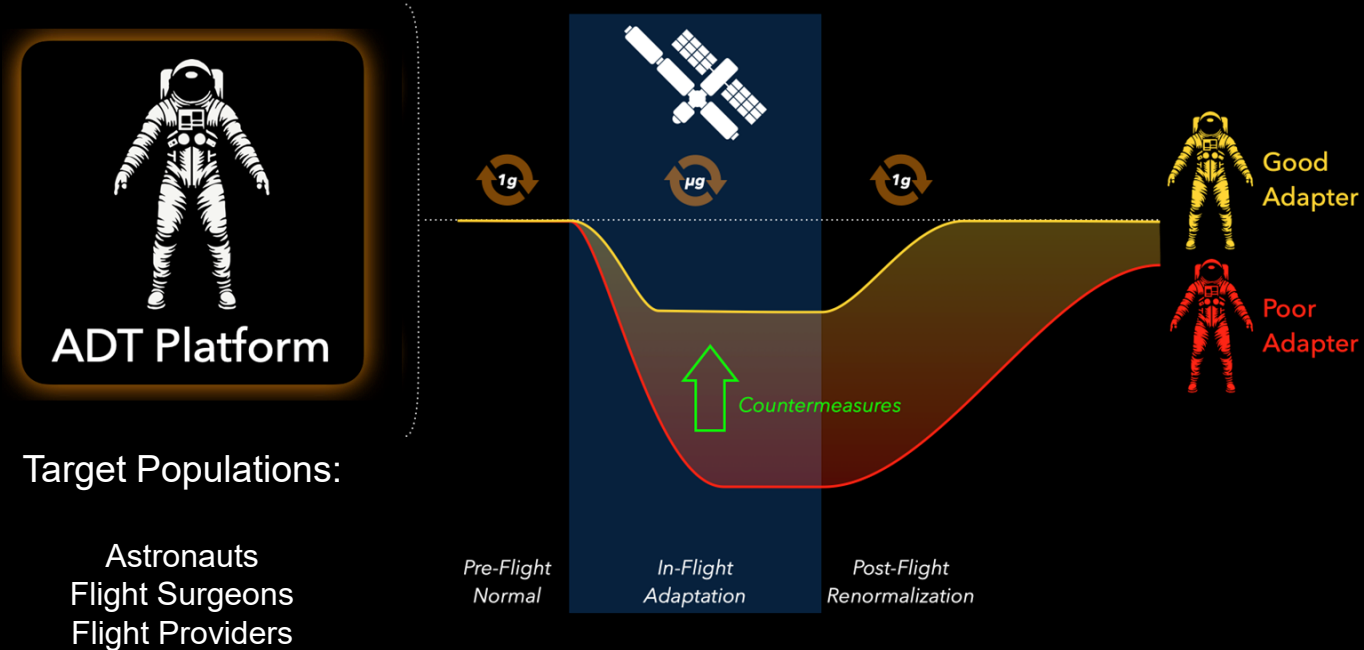 ADT Platform
Target Populations:
Astronauts
Flight Surgeons
Flight Providers
1g
µg
1g
Good
Adapter
Poor
Adapter
Countermeasures
Pre-Flight
Normal
In-Flight
Adaptation
Post-Flight
Renormalization